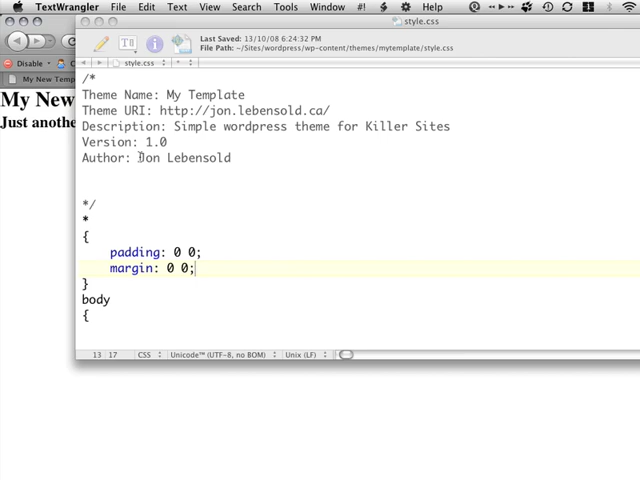 TextWrangler File Edit Text View Search Tools Window #! Help
style.css
Last Saved: 13/10/08 6:24:32 PM
File Path: ~/Sites/wordpress/wp-content/themes/mytemplate/style.css
style.css
Disable
My New Temp
My New
Just anothe
/*
Theme Name: My Template
Theme URI: http://jon.lebensold.ca/
Description: Simple wordpress theme for Killer Sites
Version: 1.0
Author: Jon Lebensold
*/
*
{
padding: 0 0;
margin: 0 0;
}
body
{
13 17 CSS Unicode™ (UTF-8, no BOM) Unix (LF)